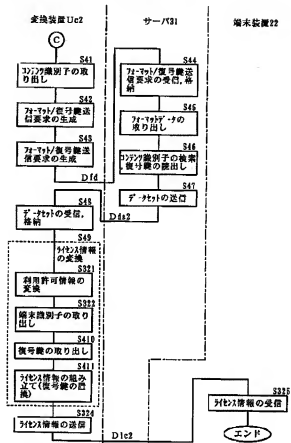 変換装置Uc2
サーバ31
端末装置22
C
S41
コンテンツ識別子の取り出し
S42
フォーマット/復号鍵送信要求の生成
S43
フォーマット/復号鍵送信要求の生成
Dfd
S44
フォーマット/復号鍵送信要求の受信,格納
S45
フォーマットデータの取り出し
S46
コンテンツ識別子の検索,復号鍵の読出し
S47
データセットの送信
Dds2
S48
データセットの受信,格納
S49
ライセンス情報の変換
S321
利用許可情報の変換
S322
端末識別子の取り出し
S410
復号鍵の取り出し
S411
ライセンス情報の組み立て(復号鍵の置換)
S324
ライセンス情報の送信
Dlc2
S325
ライセンス情報の受信
エンド